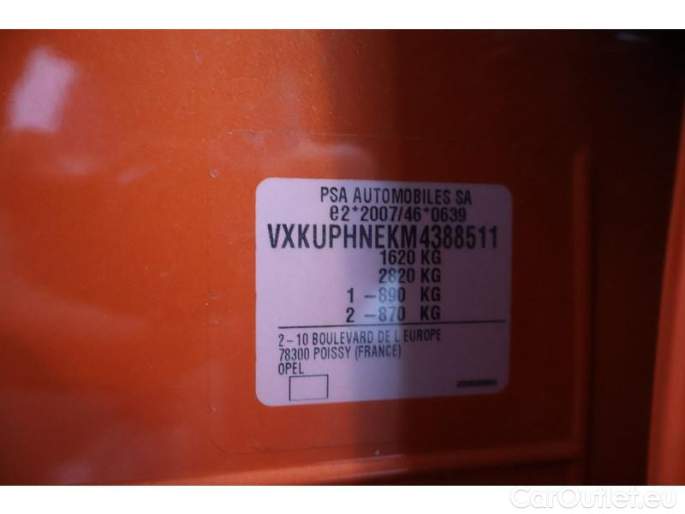 PSA AUTOMOBILES SA
e2*2007/46*0639
VXKUPHNEKM4388511
1620 KG
2820 KG
1 -890 KG
2 -870 KG
2-10 BOULEVARD DE L EUROPE
78300 POISSY (FRANCE)
OPEL
CarOutlet.eu